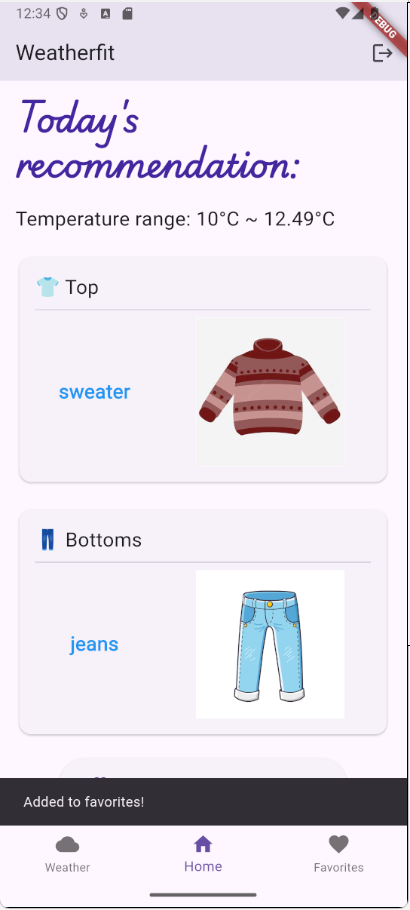 12:34
DEBUG
Weatherfit
Today's
recommendation:
Temperature range: 10°C ~ 12.49°C
Top
sweater
Bottoms
jeans
Added to favorites!
Weather
Home
Favorites